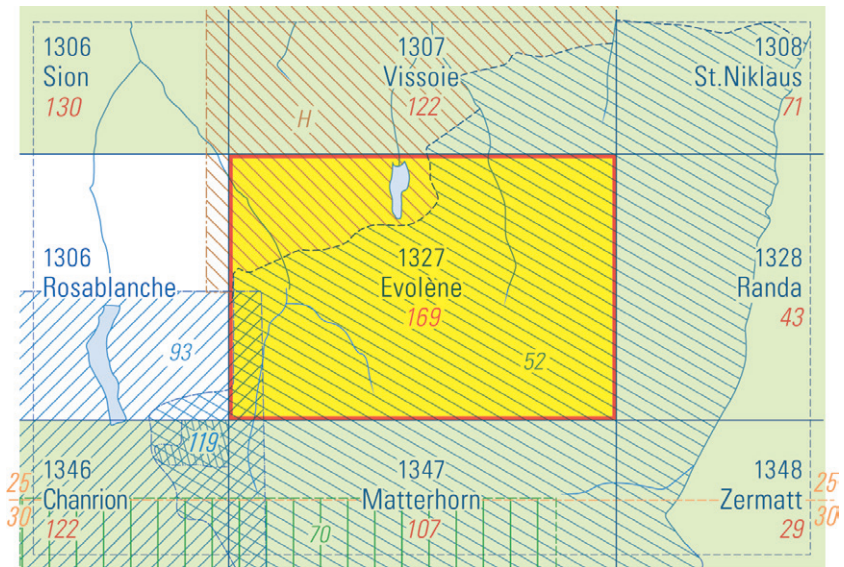 1306
Sion
130
1307
Vissoie
122
1308
St.Niklaus
71
H
1306
Rosablanche
1327
Evolène
169
1328
Randa
43
93
52
119
1346
Chanrion
122
1347
Matterhorn
107
1348
Zermatt
29
25
30
70
25
30